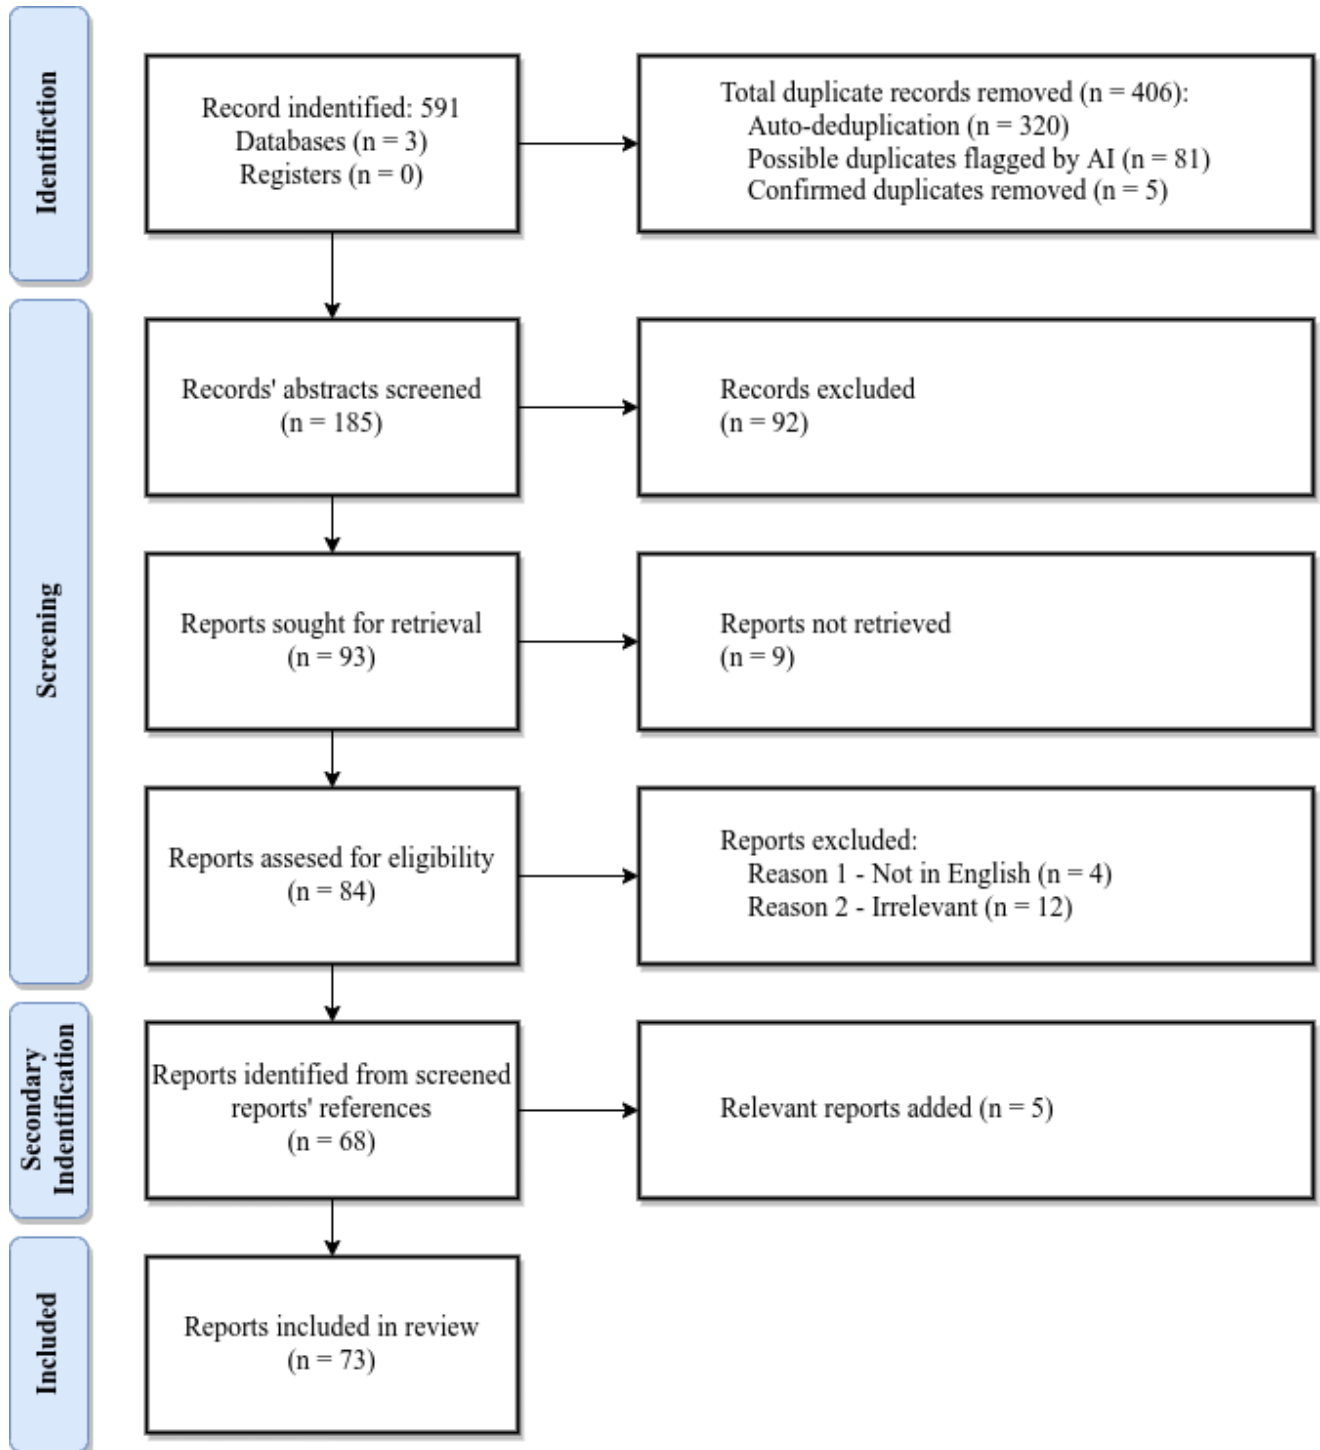 Identifiction
Record indentified: 591
Databases (n = 3)
Registers (n = 0)
Total duplicate records removed (n = 406):
Auto-deduplication (n = 320)
Possible duplicates flagged by AI (n = 81)
Confirmed duplicates removed (n = 5)
Screening
Records' abstracts screened
(n = 185)
Records excluded
(n = 92)
Reports sought for retrieval
(n = 93)
Reports not retrieved
(n = 9)
Reports assesed for eligibility
(n = 84)
Reports excluded:
Reason 1 - Not in English (n = 4)
Reason 2 - Irrelevant (n = 12)
Secondary
Indentification
Reports identified from screened
reports' references
(n = 68)
Relevant reports added (n = 5)
Included
Reports included in review
(n = 73)